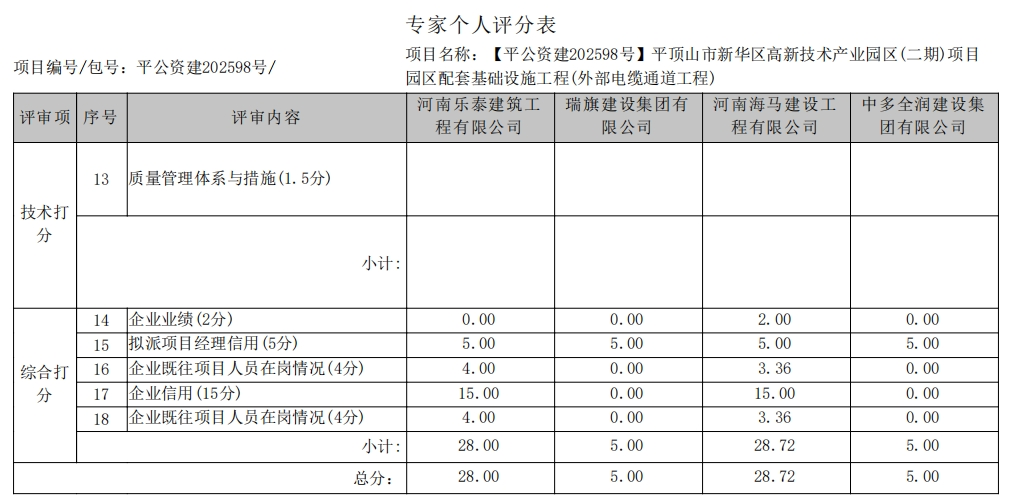 专家个人评分表
项目编号/包号：平公资建202598号/
项目名称：【平公资建202598号】平顶山市新华区高新技术产业园区(二期)项目
园区配套基础设施工程(外部电缆通道工程)
评审项 序号 评审内容 河南乐泰建筑工程有限公司 瑞旗建设集团有限公司 河南海马建设工程有限公司 中多全润建设集团有限公司
技术打分
13 质量管理体系与措施(1.5分)
小计:
综合打分
14 企业业绩(2分) 0.00 0.00 2.00 0.00
15 拟派项目经理信用(5分) 5.00 5.00 5.00 5.00
16 企业既往项目人员在岗情况(4分) 4.00 0.00 3.36 0.00
17 企业信用(15分) 15.00 0.00 15.00 0.00
18 企业既往项目人员在岗情况(4分) 4.00 0.00 3.36 0.00
小计: 28.00 5.00 28.72 5.00
总分： 28.00 5.00 28.72 5.00